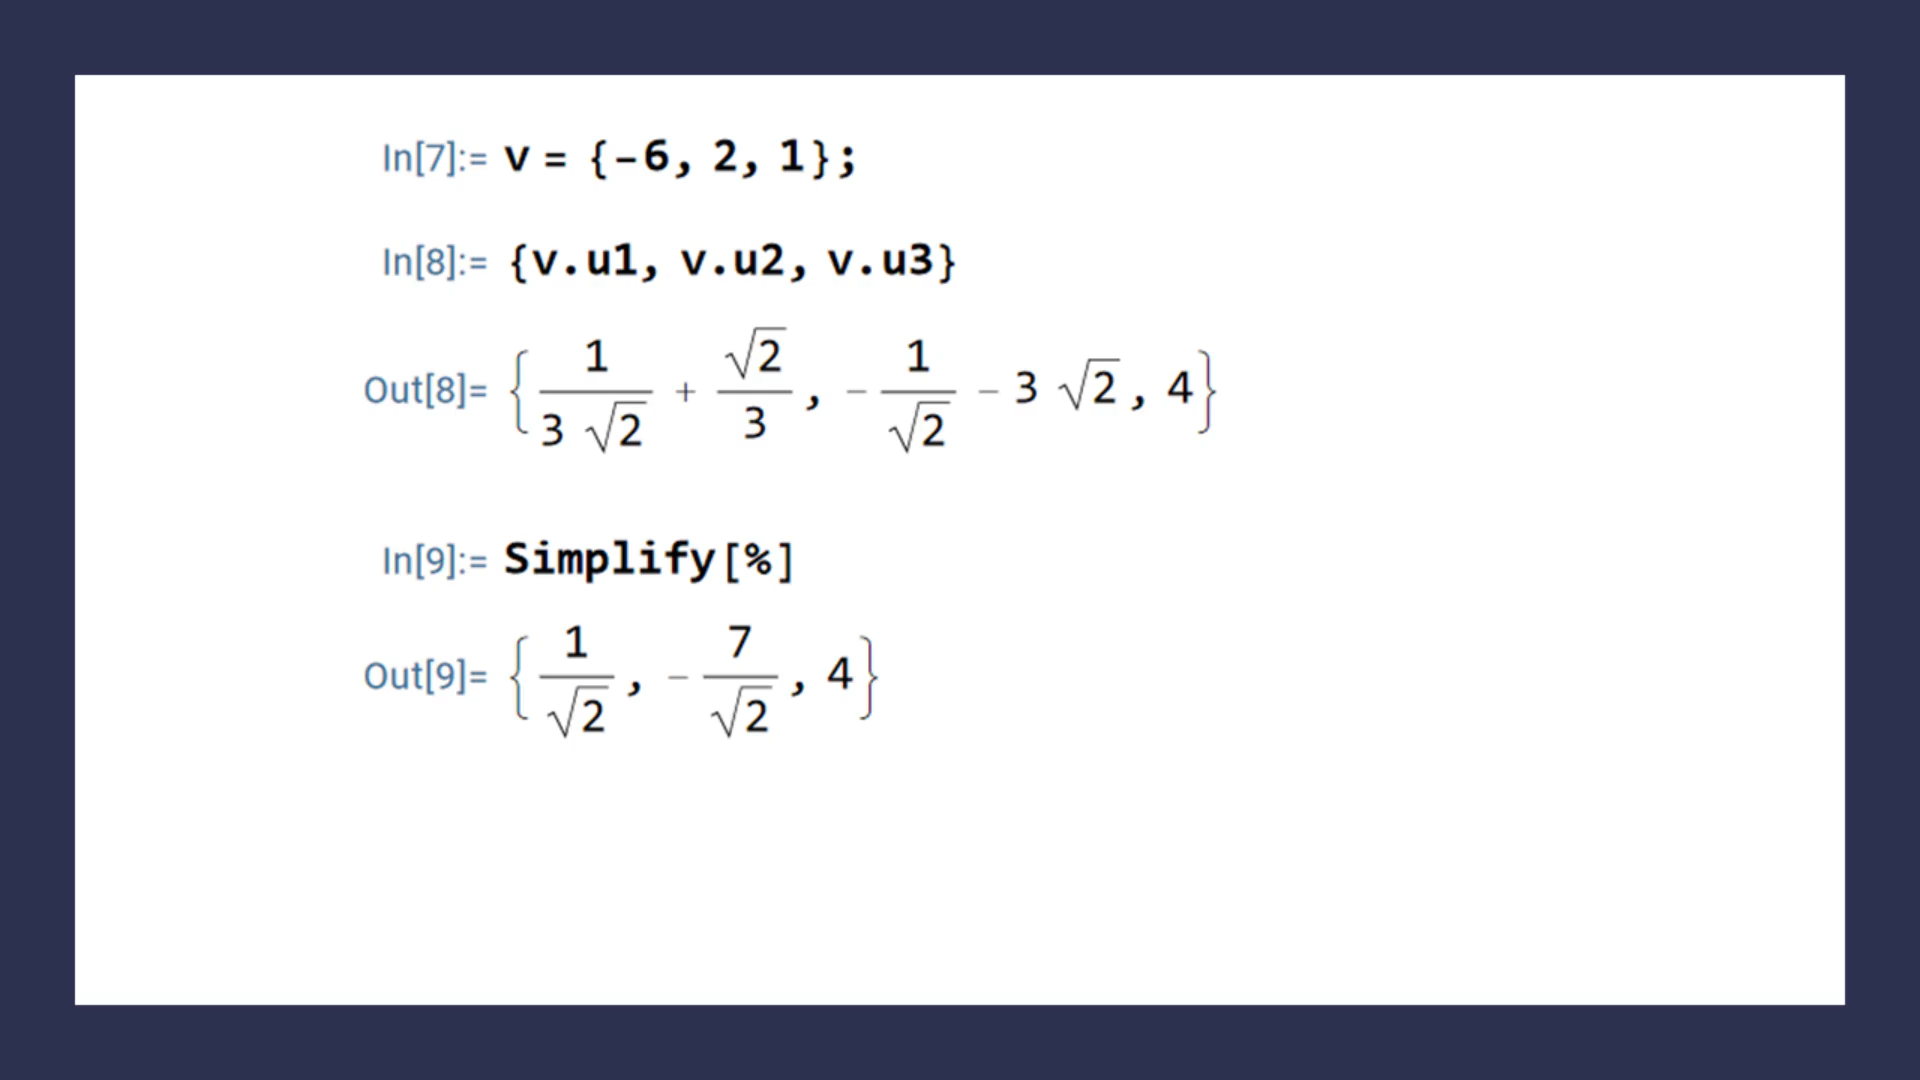 In[7]:= v = {-6, 2, 1};
In[8]:= {v.u1, v.u2, v.u3}
Out[8]= {1/(3 √2) + √2/3, -1/√2 - 3 √2, 4}
In[9]:= Simplify[%]
Out[9]= {1/√2, -7/√2, 4}